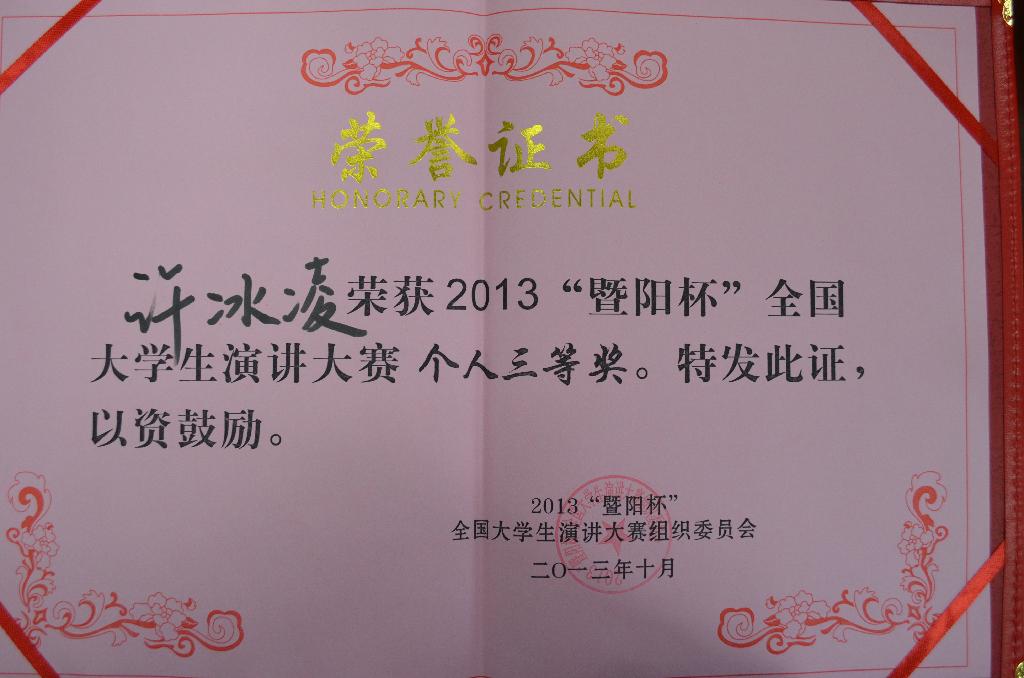 荣誉证书
HONORARY CREDENTIAL
许冰凌荣获2013“暨阳杯”全国
大学生演讲大赛 个人三等奖。特发此证，
以资鼓励。
2013“暨阳杯”
全国大学生演讲大赛组织委员会
二〇一三年十月